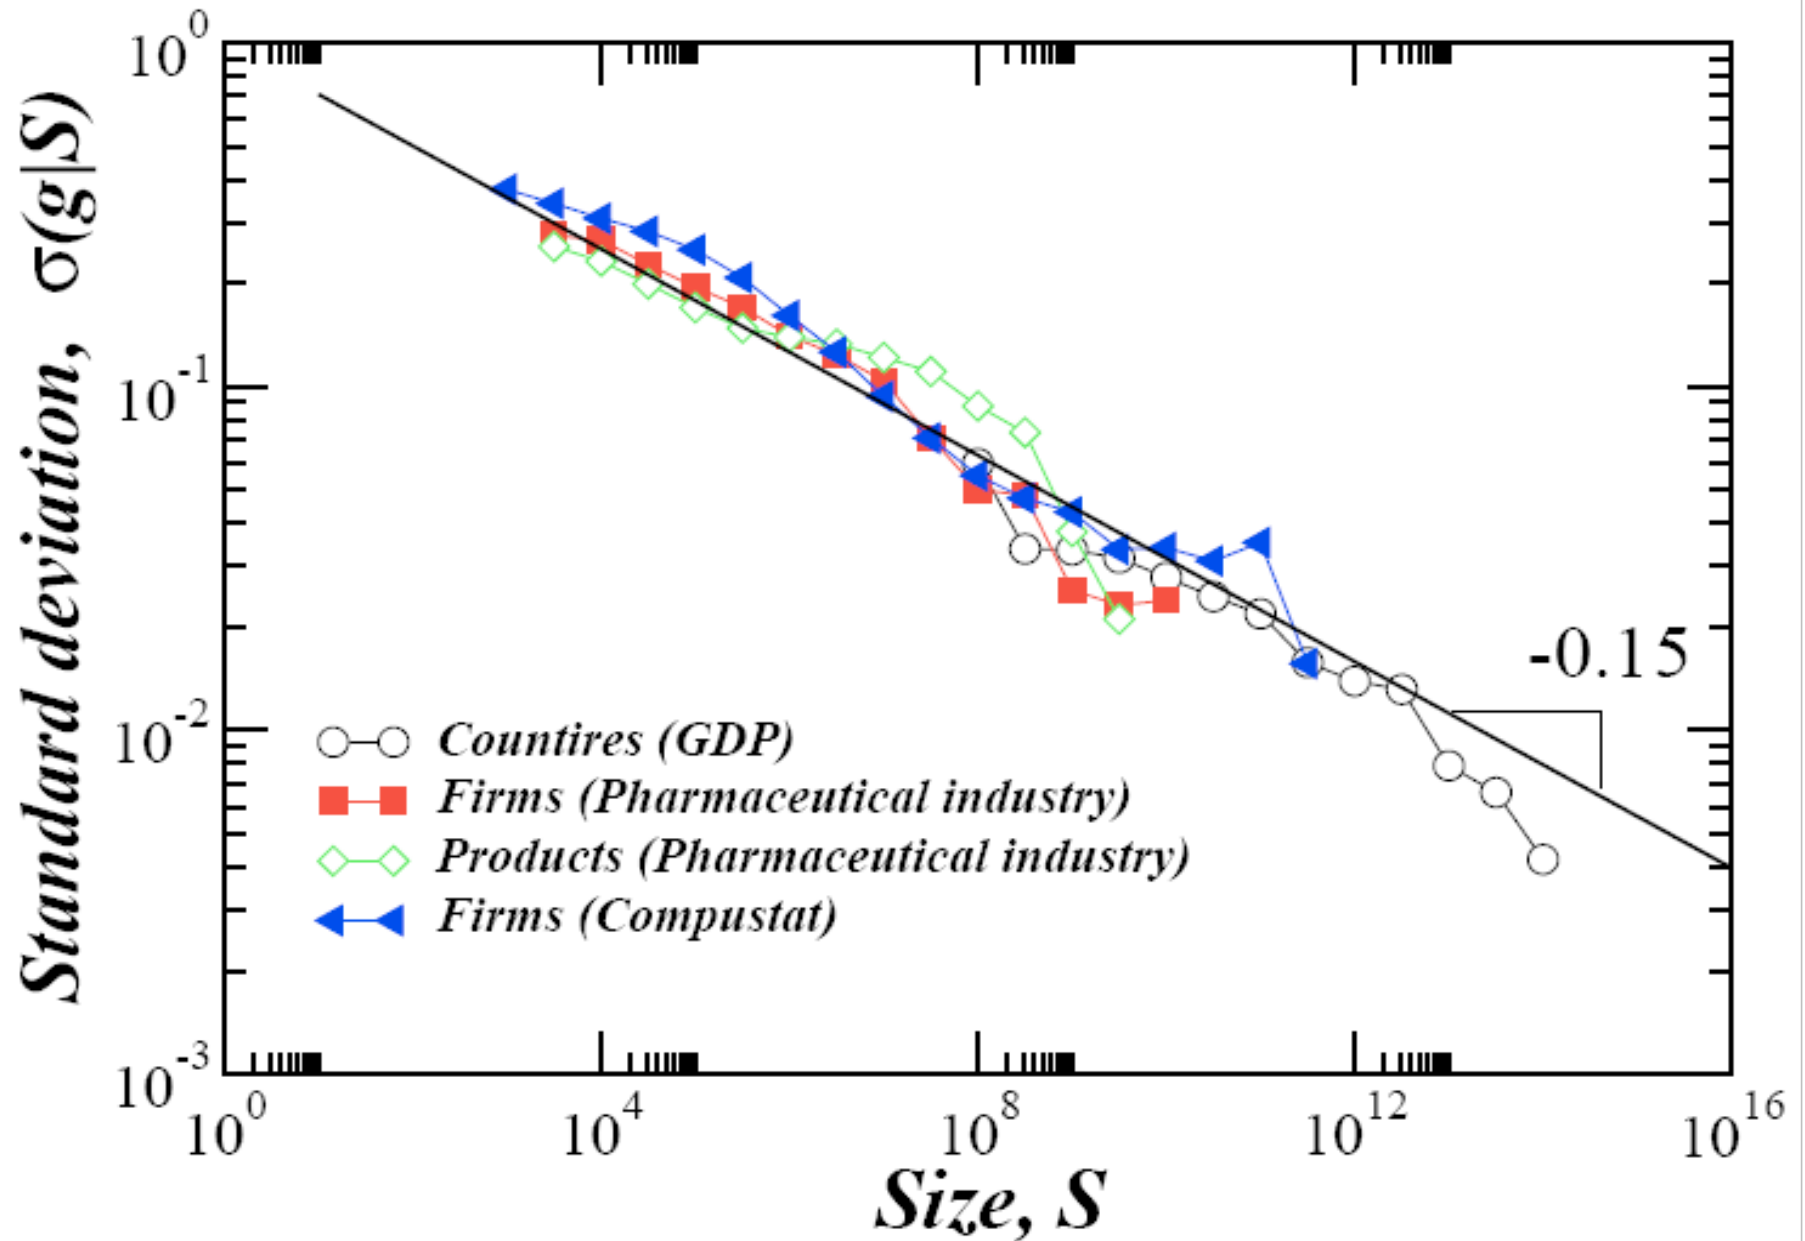 Standard deviation, σ(g|S)
10^0
10^-1
10^-2
10^-3
-0.15
Countires (GDP)
Firms (Pharmaceutical industry)
Products (Pharmaceutical industry)
Firms (Compustat)
10^0 10^4 10^8 10^12 10^16
Size, S